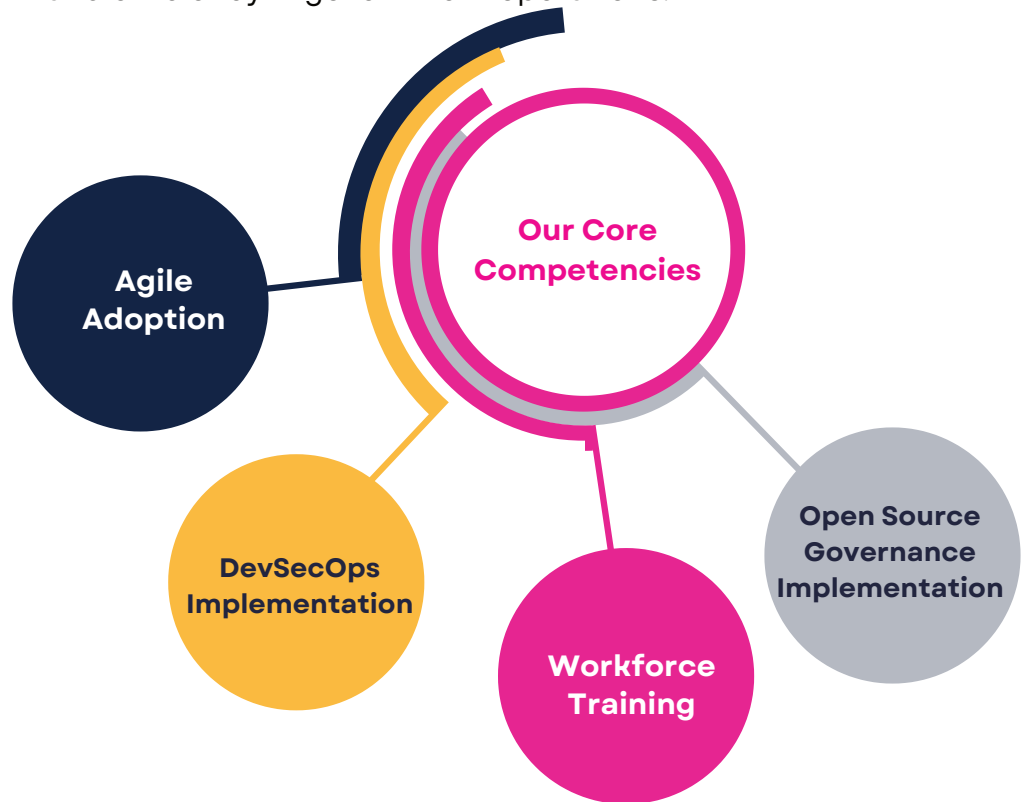 Our Core
Competencies
Agile
Adoption
DevSecOps
Implementation
Workforce
Training
Open Source
Governance
Implementation